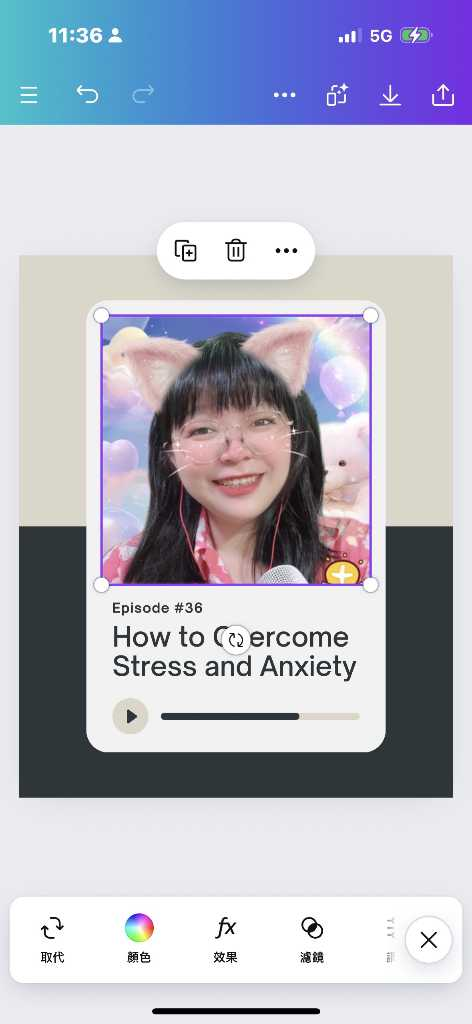 11:36
5G
Episode #36
How to Overcome
Stress and Anxiety
取代
顏色
效果
濾鏡